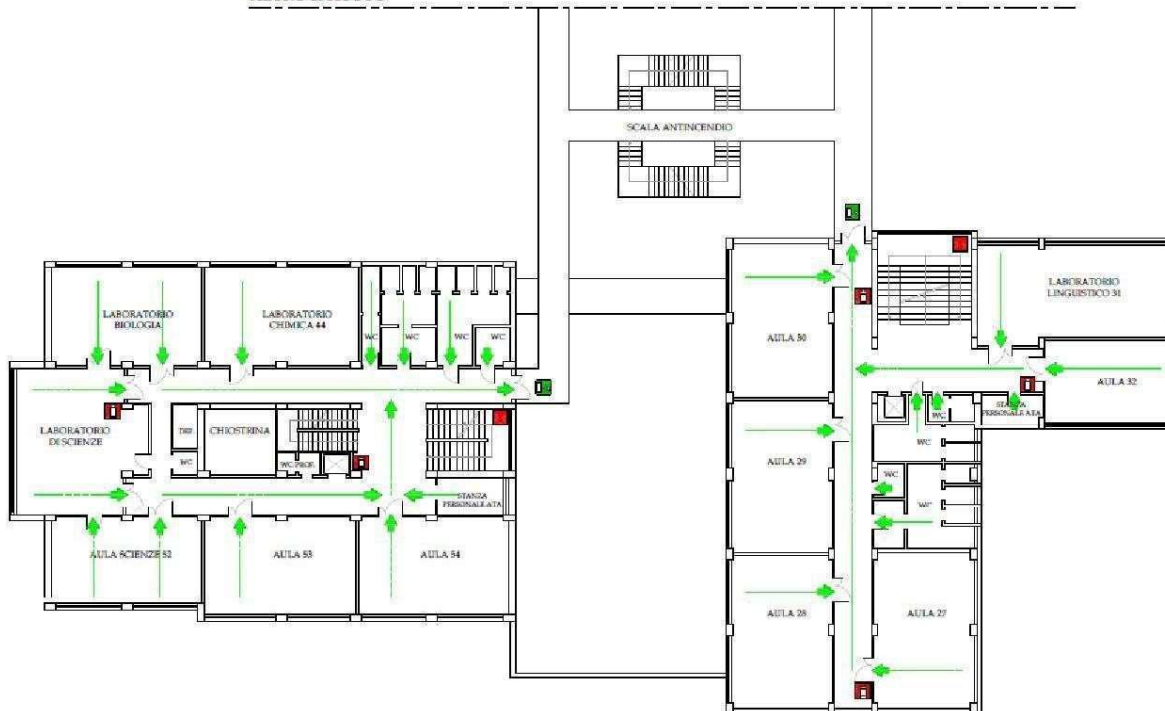 SCALA ANTINCENDIO
LABORATORIO
BIOLOGIA
LABORATORIO
CHIMICA 44
WC
WC
WC
WC
LABORATORIO
DI SCIENZE
DEP.
CHIOSTRINA
WC
WC PROF.
STANZA
PERSONALE ATA
AULA SCIENZE 52
AULA 53
AULA 54
AULA 30
LABORATORIO
LINGUISTICO 31
AULA 32
STANZA
PERSONALE ATA
WC
WC
AULA 29
WC
WC
AULA 28
AULA 27